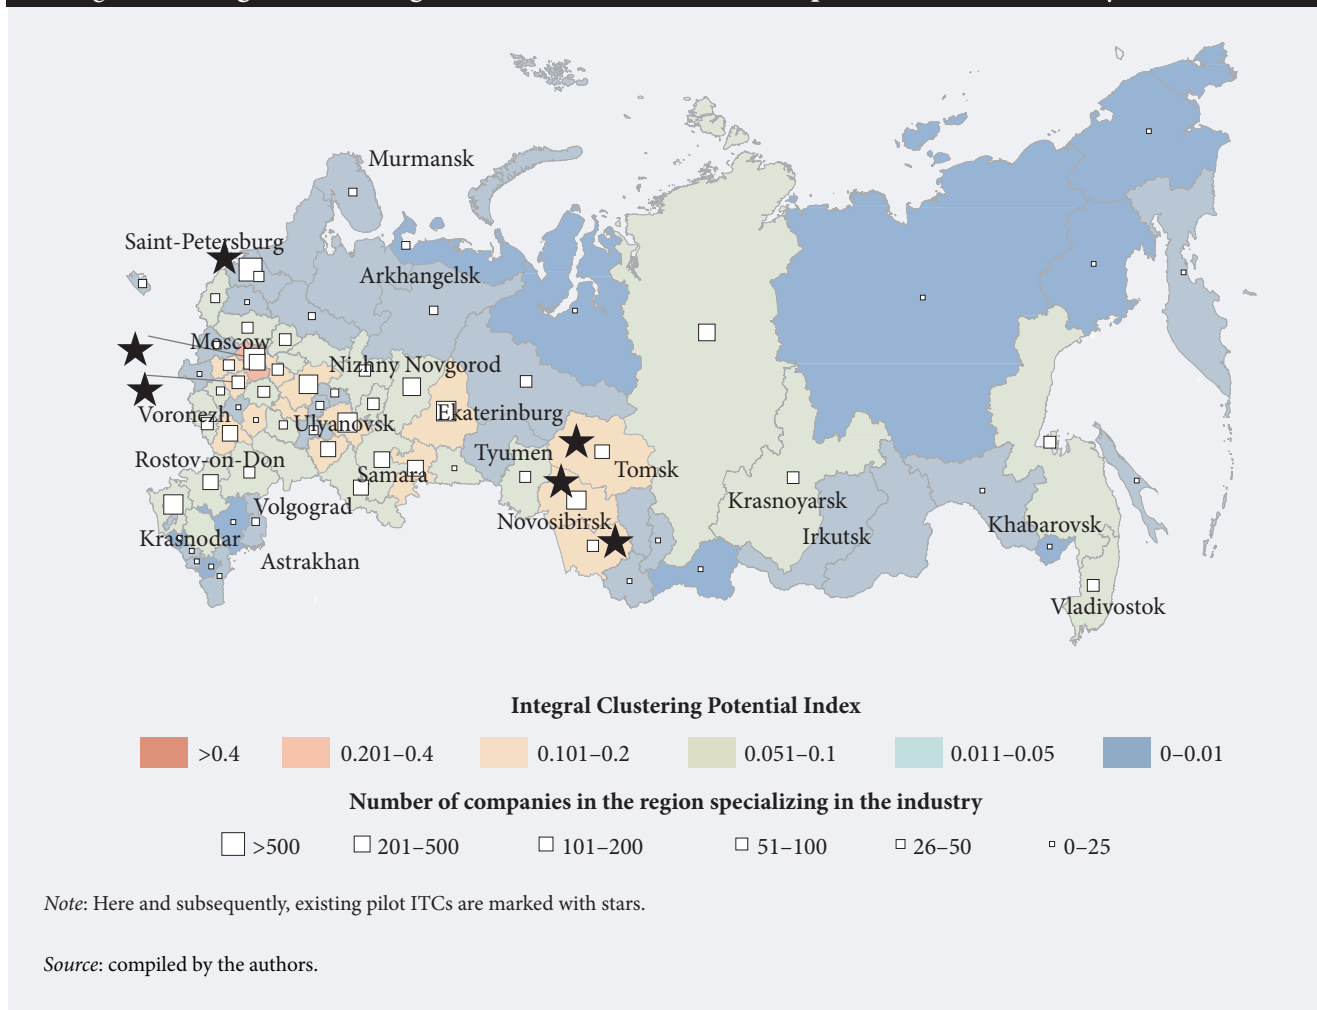 Murmansk
Saint-Petersburg
Arkhangelsk
Moscow
Nizhny Novgorod
Voronezh
Ulyanovsk
Ekaterinburg
Rostov-on-Don
Samara
Tyumen
Tomsk
Volgograd
Krasnoyarsk
Krasnodar
Novosibirsk
Irkutsk
Khabarovsk
Astrakhan
Vladivostok
Integral Clustering Potential Index
>0.4 0.201–0.4 0.101–0.2 0.051–0.1 0.011–0.05 0–0.01
Number of companies in the region specializing in the industry
>500 201–500 101–200 51–100 26–50 0–25
Note: Here and subsequently, existing pilot ITCs are marked with stars.
Source: compiled by the authors.